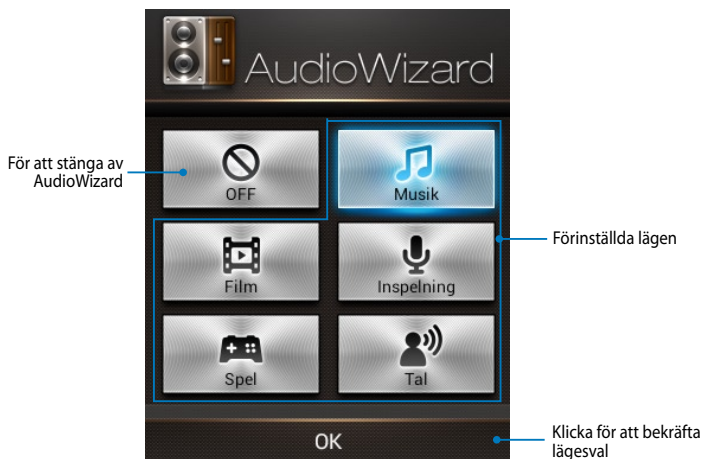 AudioWizard
För att stänga av
AudioWizard
OFF
Musik
Förinställda lägen
Film
Inspelning
Spel
Tal
OK
Klicka för att bekräfta
lägesval